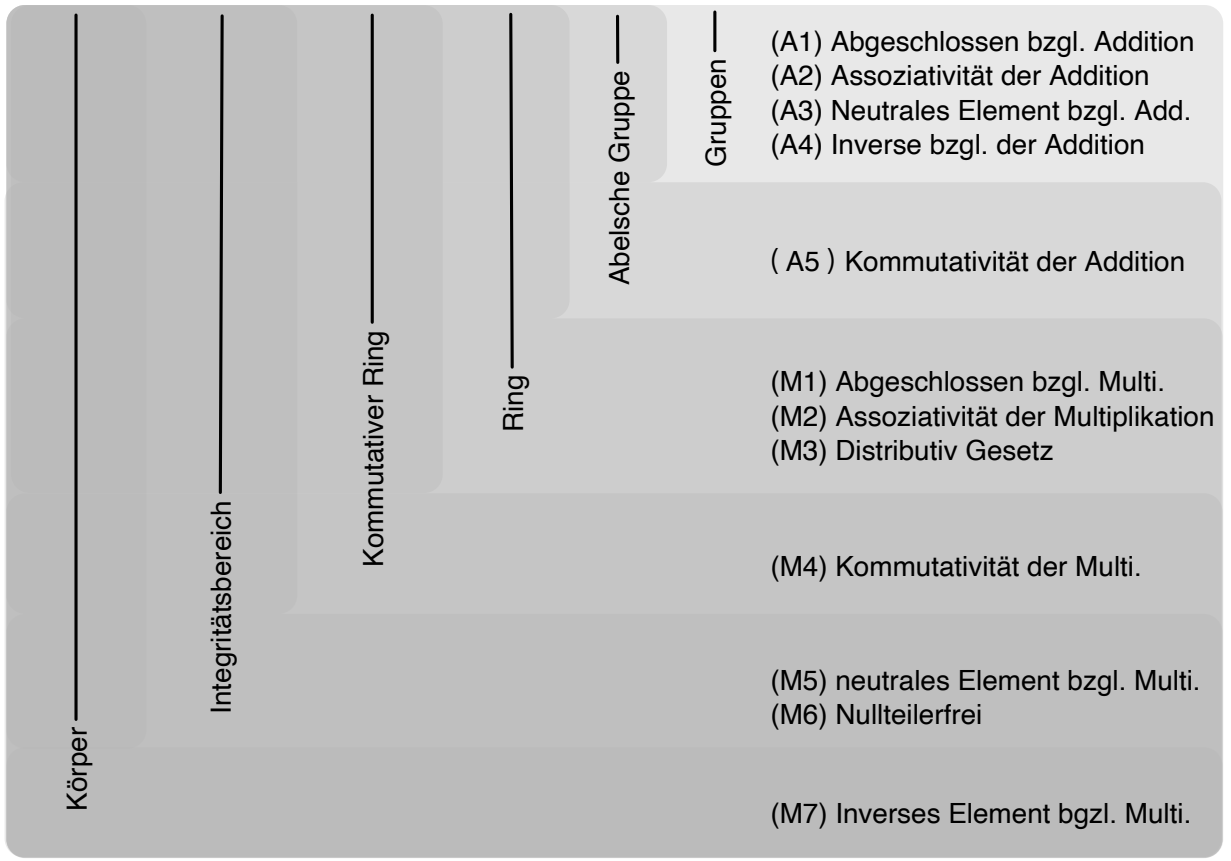 (A1) Abgeschlossen bzgl. Addition
(A2) Assoziativität der Addition
(A3) Neutrales Element bzgl. Add.
(A4) Inverse bzgl. der Addition
Gruppen
Abelsche Gruppe
( A5 ) Kommutativität der Addition
Ring
Kommutativer Ring
(M1) Abgeschlossen bzgl. Multi.
(M2) Assoziativität der Multiplikation
(M3) Distributiv Gesetz
Integritätsbereich
(M4) Kommutativität der Multi.
(M5) neutrales Element bzgl. Multi.
(M6) Nullteilerfrei
Körper
(M7) Inverses Element bgzl. Multi.